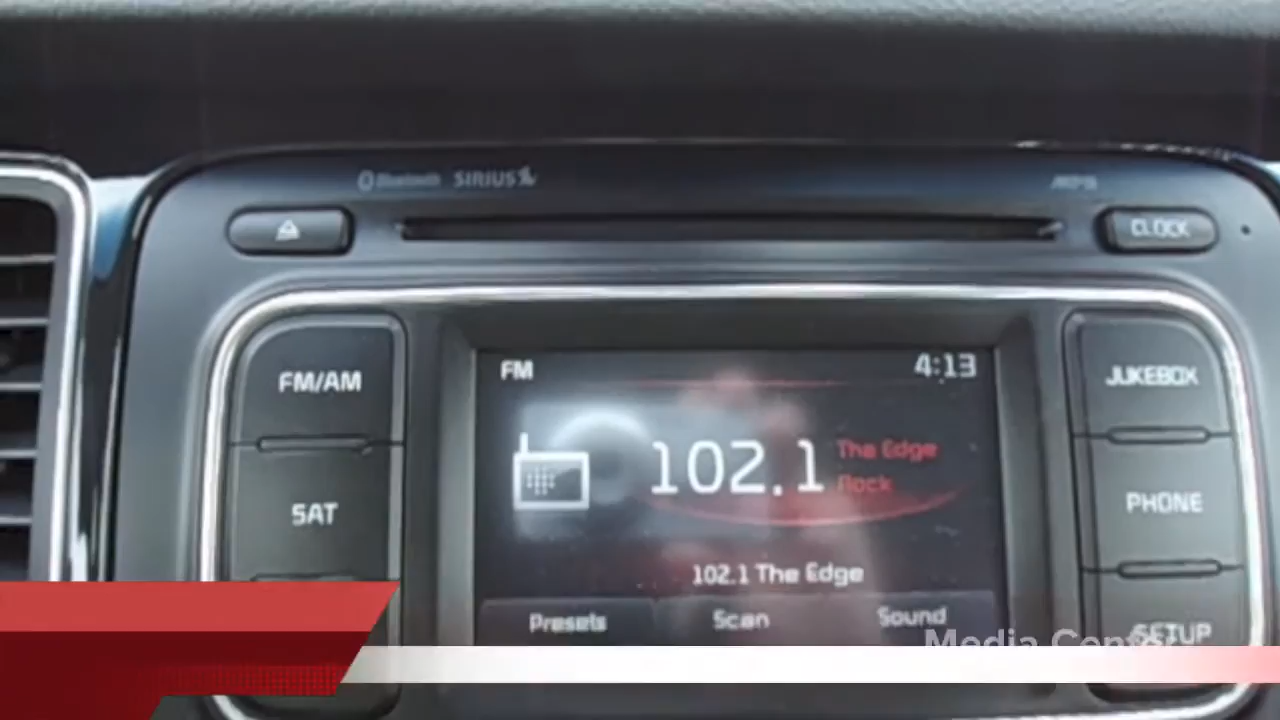 Bluetooth SIRIUS
MP3
CLOCK
FM/AM
FM
4:13
JUKEBOX
102.1
The Edge
Rock
SAT
PHONE
102.1 The Edge
Presets
Scan
Sound
SETUP
Media Center